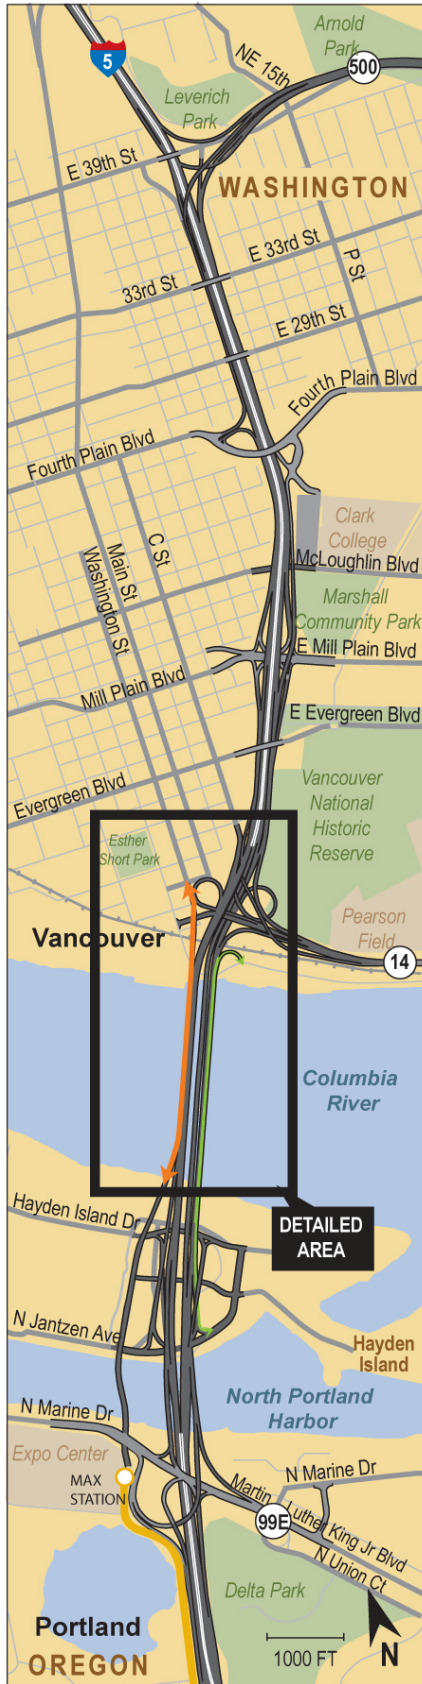 Arnold
Park
NE 15th
500
5
Leverich
Park
E 39th St
WASHINGTON
E 33rd St
33rd St
P St
E 29th St
Fourth Plain Blvd
Fourth Plain Blvd
Clark
College
C St
Main St
Washington St
McLoughlin Blvd
Marshall
Community Park
E Mill Plain Blvd
Mill Plain Blvd
E Evergreen Blvd
Evergreen Blvd
Vancouver
National
Historic
Reserve
Esther
Short Park
Pearson
Field
Vancouver
14
Columbia
River
Hayden Island Dr
DETAILED
AREA
N Jantzen Ave
Hayden
Island
North Portland
Harbor
N Marine Dr
Expo Center
MAX
STATION
N Marine Dr
Martin Luther King Jr Blvd
99E
N Union Ct
Delta Park
Portland
OREGON
1000 FT
N